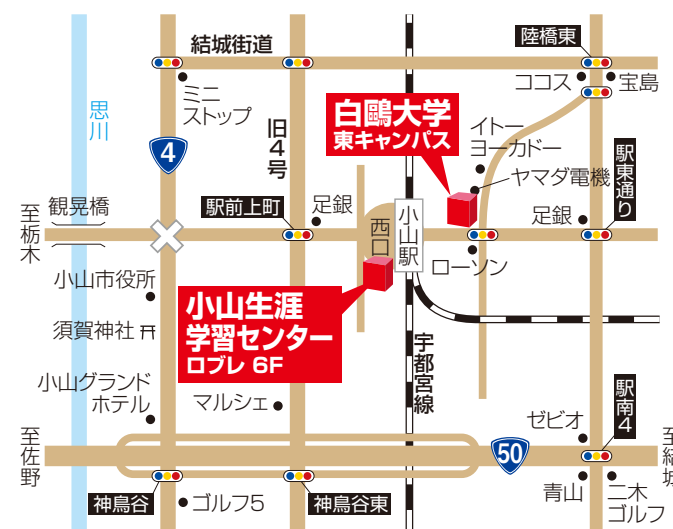 結城街道
陸橋東
ココス
宝島
ミニ
ストップ
思川
4
旧4号
白鷗大学
東キャンパス
イトー
ヨーカドー
ヤマダ電機
駅東通り
至栃木
観晃橋
駅前上町
足銀
西口
小山駅
足銀
ローソン
小山市役所
小山生涯
学習センター
ロブレ 6F
須賀神社
宇都宮線
小山グランド
ホテル
マルシェ
駅南4
ゼビオ
至佐野
50
至結城
神鳥谷
ゴルフ5
神鳥谷東
青山
二木
ゴルフ